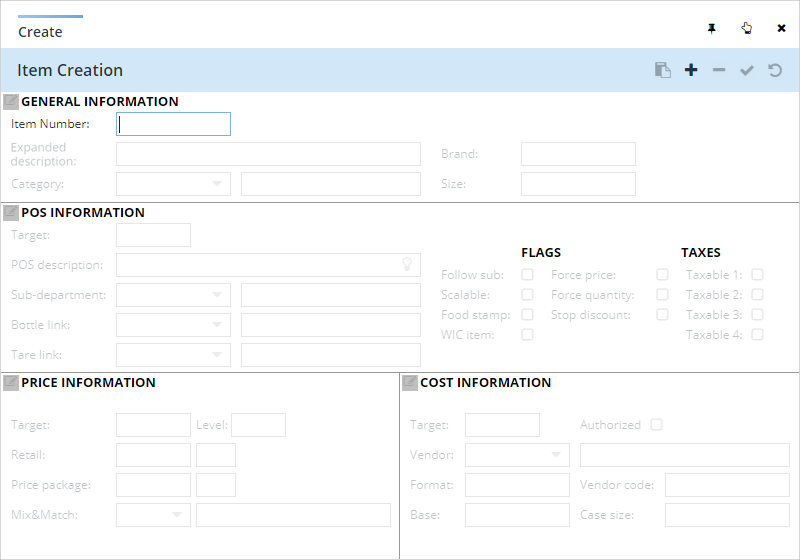 Create
Item Creation
GENERAL INFORMATION
Item Number:
Expanded
description:
Brand:
Category:
Size:
POS INFORMATION
Target:
POS description:
Sub-department:
Bottle link:
Tare link:
FLAGS
Follow sub:
Force price:
Scalable:
Force quantity:
Food stamp:
Stop discount:
WIC item:
TAXES
Taxable 1:
Taxable 2:
Taxable 3:
Taxable 4:
PRICE INFORMATION
Target:
Level:
Retail:
Price package:
Mix&Match:
COST INFORMATION
Target:
Authorized
Vendor:
Format:
Vendor code:
Base:
Case size: